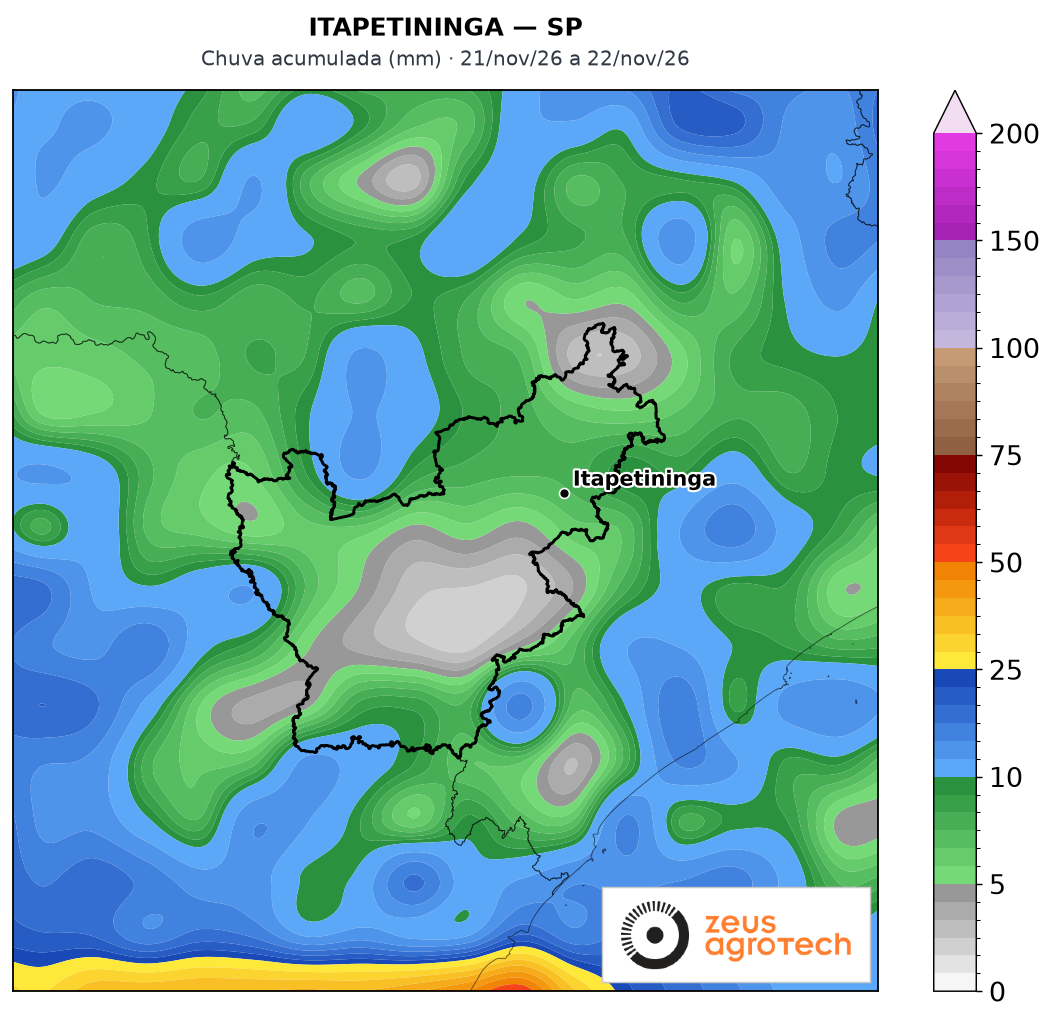 ITAPETININGA — SP
Chuva acumulada (mm) · 21/nov/26 a 22/nov/26
200
150
100
75
50
25
10
5
0
Itapetininga
zeus
agrotech